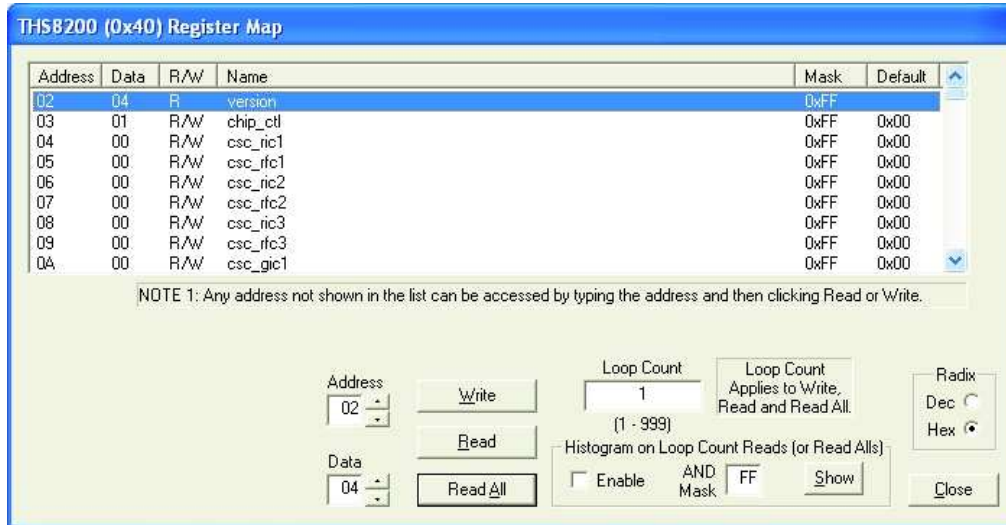 THS8200 (0x40) Register Map
Address Data R/W Name Mask Default
02 04 R version 0xFF
03 01 R/W chip_ctl 0xFF 0x00
04 00 R/W csc_ric1 0xFF 0x00
05 00 R/W csc_rfc1 0xFF 0x00
06 00 R/W csc_ric2 0xFF 0x00
07 00 R/W csc_rfc2 0xFF 0x00
08 00 R/W csc_ric3 0xFF 0x00
09 00 R/W csc_rfc3 0xFF 0x00
0A 00 R/W csc_gic1 0xFF 0x00
NOTE 1: Any address not shown in the list can be accessed by typing the address and then clicking Read or Write.
Address
02
Data
04
Write
Read
Read All
Loop Count
1
(1 - 999)
Loop Count
Applies to Write,
Read and Read All.
Histogram on Loop Count Reads (or Read Alls)
Enable
AND
Mask
FF
Show
Radix
Dec
Hex
Close